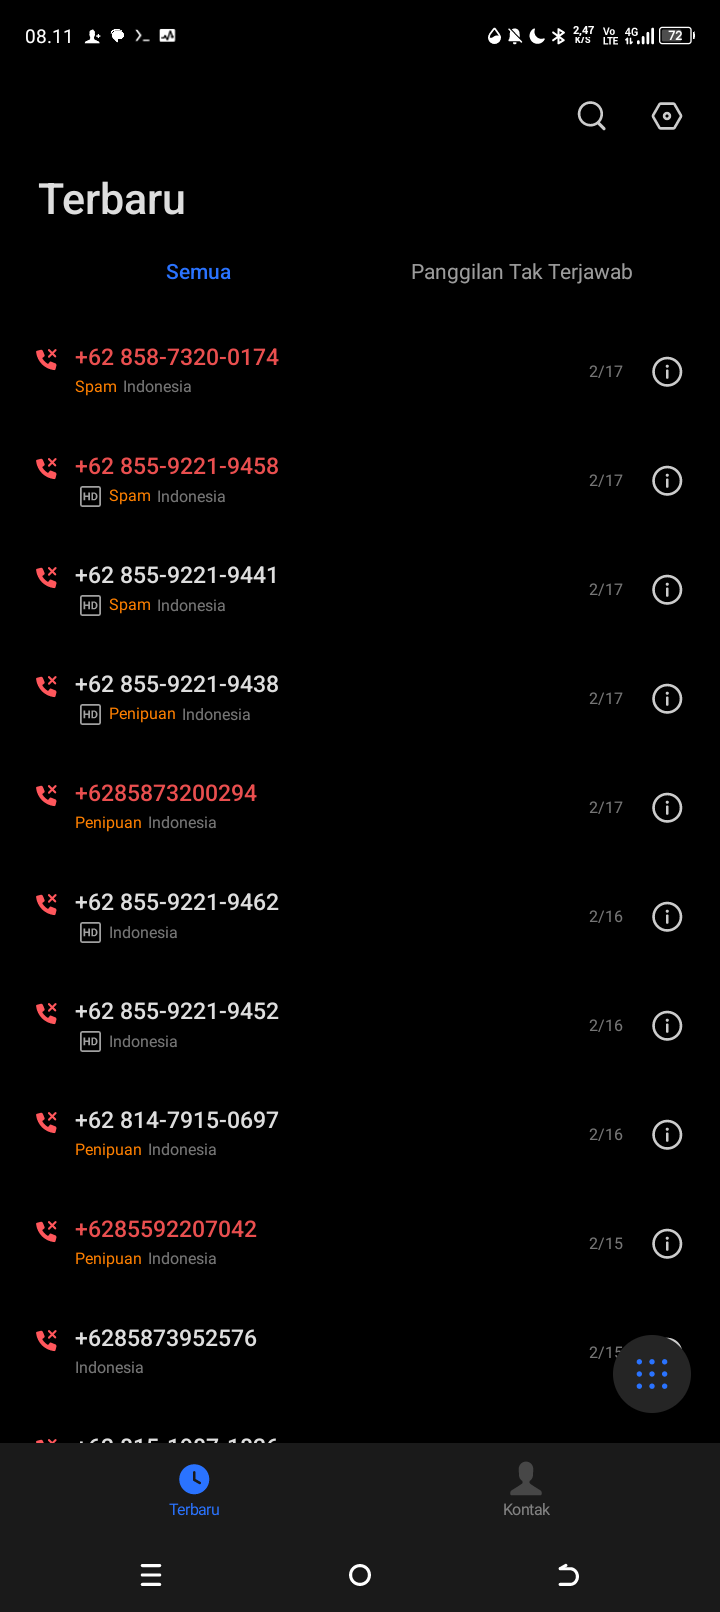 08.11
2,47 K/S
Vo LTE
4G
72
Terbaru
Semua
Panggilan Tak Terjawab
+62 858-7320-0174
Spam Indonesia
2/17
+62 855-9221-9458
HD Spam Indonesia
2/17
+62 855-9221-9441
HD Spam Indonesia
2/17
+62 855-9221-9438
HD Penipuan Indonesia
2/17
+6285873200294
Penipuan Indonesia
2/17
+62 855-9221-9462
HD Indonesia
2/16
+62 855-9221-9452
HD Indonesia
2/16
+62 814-7915-0697
Penipuan Indonesia
2/16
+6285592207042
Penipuan Indonesia
2/15
+6285873952576
Indonesia
2/15
Terbaru
Kontak